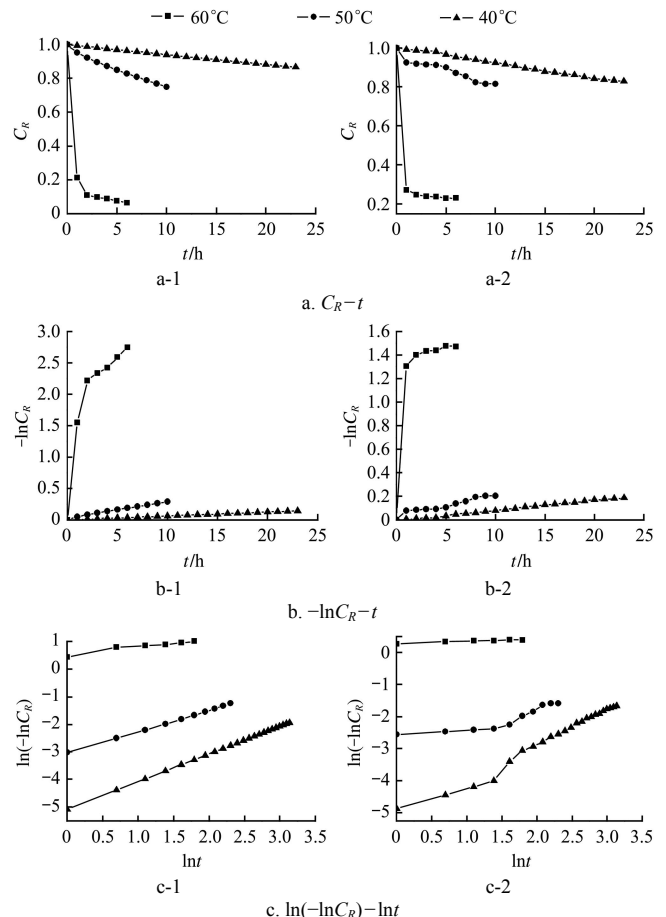 60°C 50°C 40°C
1.0
0.8
0.6
0.4
0.2
0
C_R
0 5 10 15 20 25
t/h
a-1
1.0
0.8
0.6
0.4
0.2
C_R
0 5 10 15 20 25
t/h
a-2
a. C_R−t
3.0
2.5
2.0
1.5
1.0
0.5
0
−lnC_R
0 5 10 15 20 25
t/h
b-1
1.6
1.4
1.2
1.0
0.8
0.6
0.4
0.2
0
−lnC_R
0 5 10 15 20 25
t/h
b-2
b. −lnC_R−t
1
0
−1
−2
−3
−4
−5
ln(−lnC_R)
0 0.5 1.0 1.5 2.0 2.5 3.0 3.5
lnt
c-1
1
0
−1
−2
−3
−4
−5
ln(−lnC_R)
0 0.5 1.0 1.5 2.0 2.5 3.0 3.5
lnt
c-2
c. ln(−lnC_R)−lnt